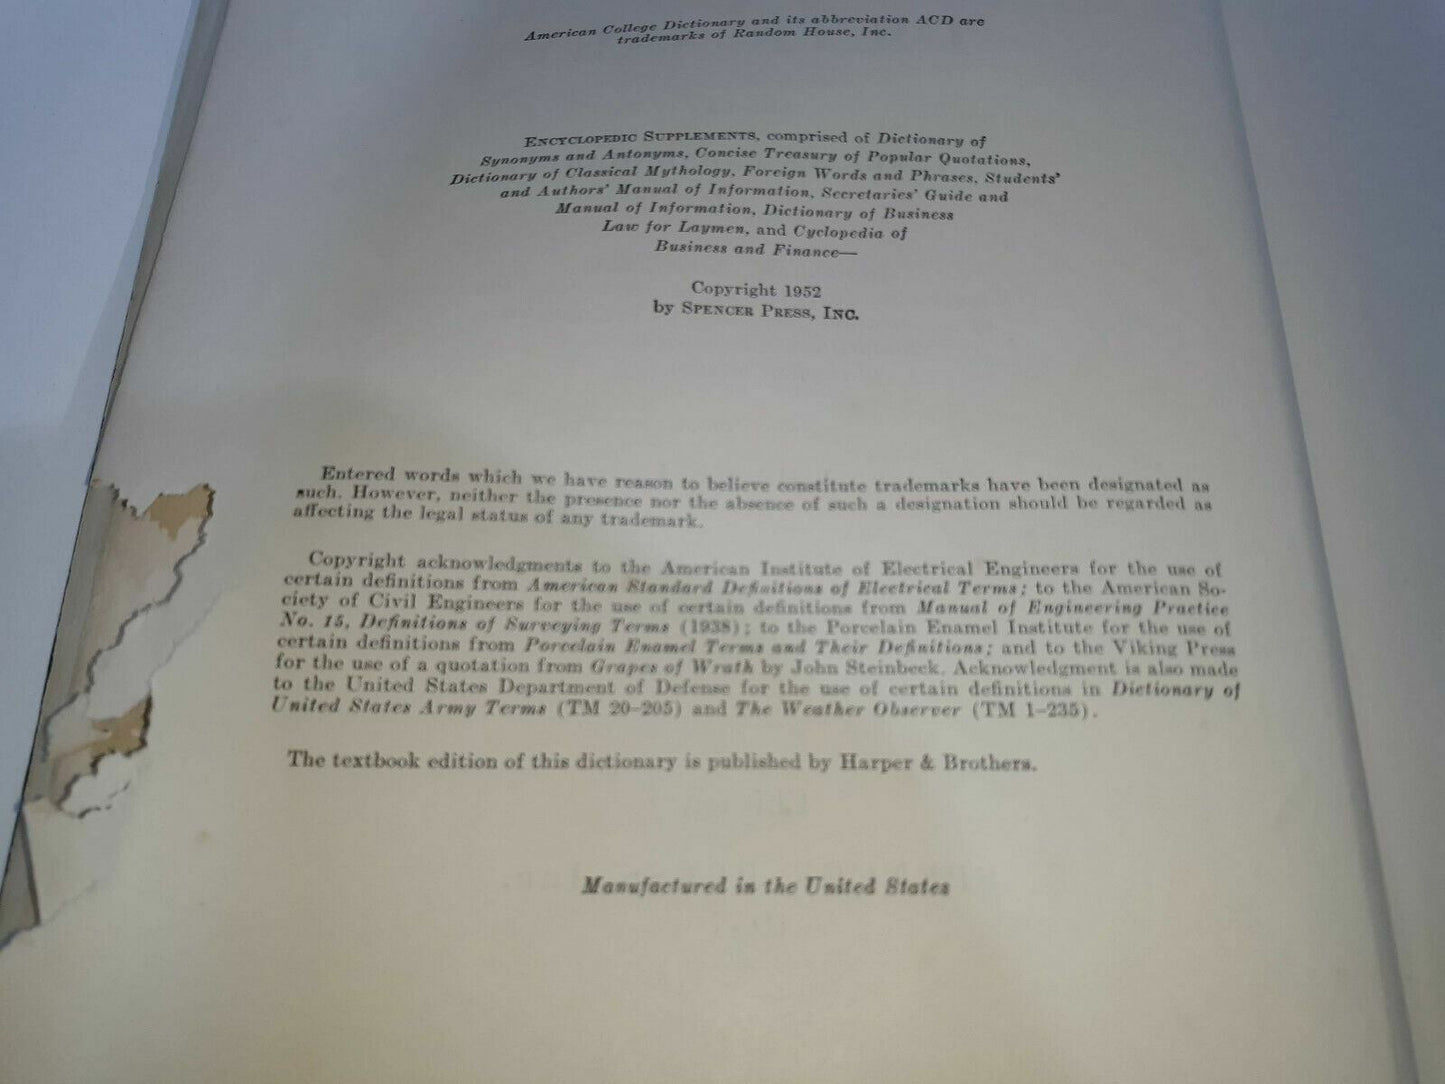 American College Dictionary and its abbreviation ACD are
trademarks of Random House, Inc.
ENCYCLOPEDIC SUPPLEMENTS, comprised of Dictionary of
Synonyms and Antonyms, Concise Treasury of Popular Quotations,
Dictionary of Classical Mythology, Foreign Words and Phrases, Students'
and Authors' Manual of Information, Secretaries' Guide and
Manual of Information, Dictionary of Business
Law for Laymen, and Cyclopedia of
Business and Finance—
Copyright 1952
by SPENCER PRESS, INC.
Entered words which we have reason to believe constitute trademarks have been designated as
such. However, neither the presence nor the absence of such a designation should be regarded as
affecting the legal status of any trademark.
Copyright acknowledgments to the American Institute of Electrical Engineers for the use of
certain definitions from American Standard Definitions of Electrical Terms; to the American So-
ciety of Civil Engineers for the use of certain definitions from Manual of Engineering Practice
No. 15, Definitions of Surveying Terms (1938); to the Porcelain Enamel Institute for the use of
certain definitions from Porcelain Enamel Terms and Their Definitions; and to the Viking Press
for the use of a quotation from Grapes of Wrath by John Steinbeck. Acknowledgment is also made
to the United States Department of Defense for the use of certain definitions in Dictionary of
United States Army Terms (TM 20-205) and The Weather Observer (TM 1-235).
The textbook edition of this dictionary is published by Harper & Brothers.
Manufactured in the United States